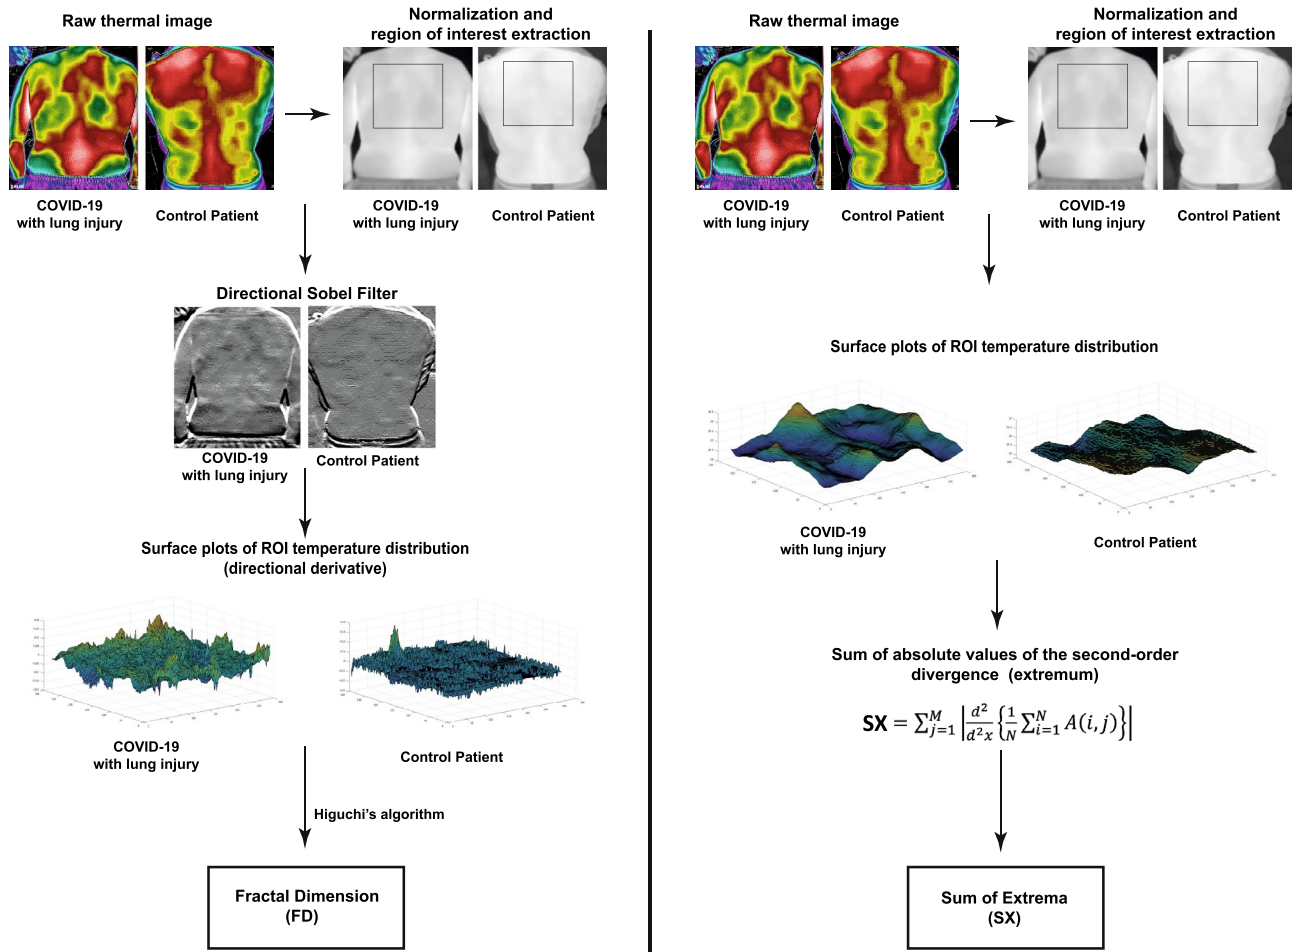 Raw thermal image
Normalization and
region of interest extraction
COVID-19
with lung injury
Control Patient
COVID-19
with lung injury
Control Patient
Directional Sobel Filter
COVID-19
with lung injury
Control Patient
Surface plots of ROI temperature distribution
(directional derivative)
COVID-19
with lung injury
Control Patient
Higuchi's algorithm
Fractal Dimension
(FD)
Raw thermal image
Normalization and
region of interest extraction
COVID-19
with lung injury
Control Patient
COVID-19
with lung injury
Control Patient
Surface plots of ROI temperature distribution
COVID-19
with lung injury
Control Patient
Sum of absolute values of the second-order
divergence (extremum)
SX = ∑_{j=1}^{M} |d²/d²x {1/N ∑_{i=1}^{N} A(i,j)}|
Sum of Extrema
(SX)